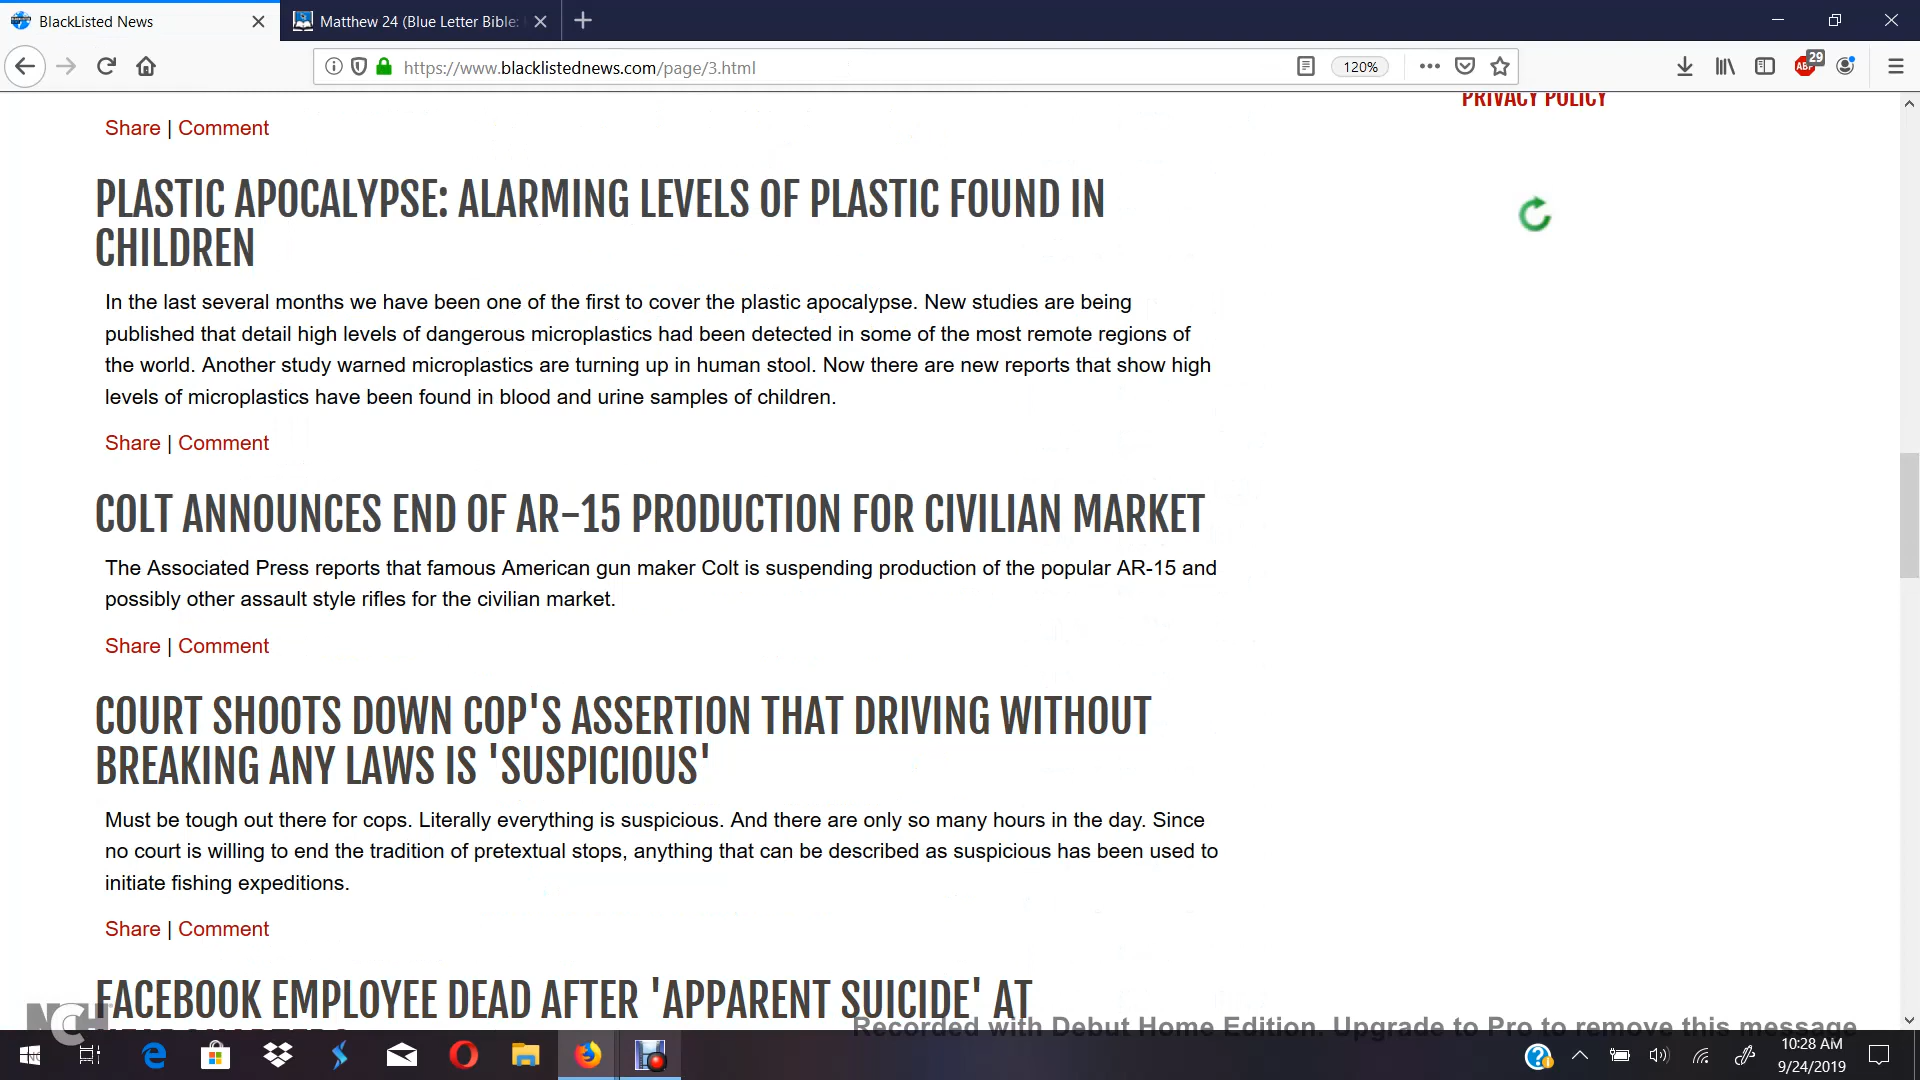 BlackListed News
Matthew 24 (Blue Letter Bible:
https://www.blacklistednews.com/page/3.html
120%
ABP
29
PRIVACY POLICY
Share | Comment
PLASTIC APOCALYPSE: ALARMING LEVELS OF PLASTIC FOUND IN
CHILDREN
In the last several months we have been one of the first to cover the plastic apocalypse. New studies are being
published that detail high levels of dangerous microplastics had been detected in some of the most remote regions of
the world. Another study warned microplastics are turning up in human stool. Now there are new reports that show high
levels of microplastics have been found in blood and urine samples of children.
Share | Comment
COLT ANNOUNCES END OF AR-15 PRODUCTION FOR CIVILIAN MARKET
The Associated Press reports that famous American gun maker Colt is suspending production of the popular AR-15 and
possibly other assault style rifles for the civilian market.
Share | Comment
COURT SHOOTS DOWN COP'S ASSERTION THAT DRIVING WITHOUT
BREAKING ANY LAWS IS 'SUSPICIOUS'
Must be tough out there for cops. Literally everything is suspicious. And there are only so many hours in the day. Since
no court is willing to end the tradition of pretextual stops, anything that can be described as suspicious has been used to
initiate fishing expeditions.
Share | Comment
FACEBOOK EMPLOYEE DEAD AFTER 'APPARENT SUICIDE' AT
NCH
Recorded with Debut Home Edition. Upgrade to Pro to remove this message
10:28 AM
9/24/2019